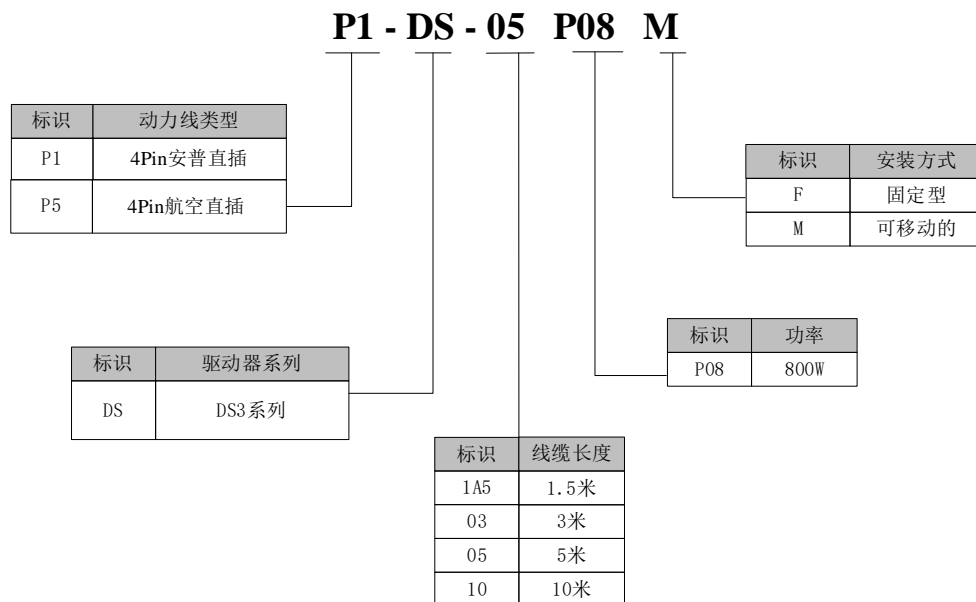 P1 - DS - 05 P08 M
标识 动力线类型
P1 4Pin安普直插
P5 4Pin航空直插
标识 安装方式
F 固定型
M 可移动的
标识 功率
P08 800W
标识 驱动器系列
DS DS3系列
标识 线缆长度
1A5 1.5米
03 3米
05 5米
10 10米